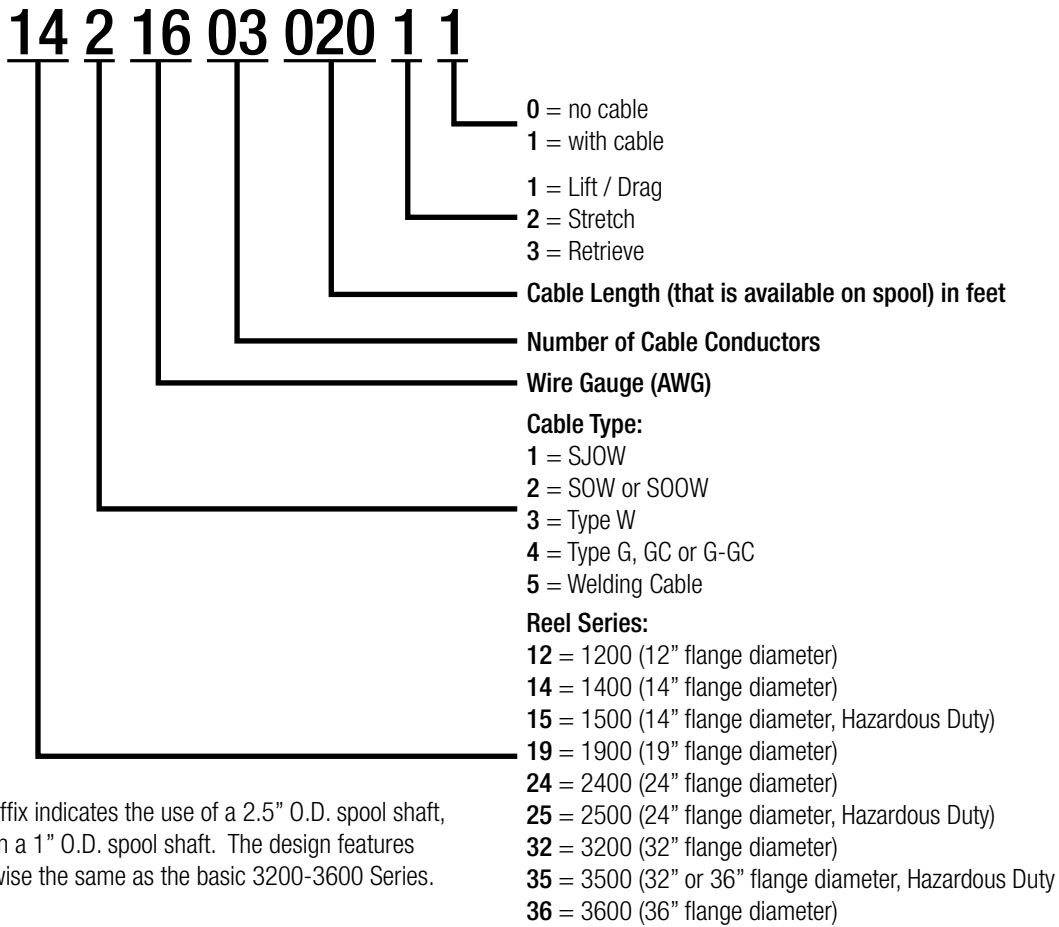 14 2 16 03 020 1 1
0 = no cable
1 = with cable
1 = Lift / Drag
2 = Stretch
3 = Retrieve
Cable Length (that is available on spool) in feet
Number of Cable Conductors
Wire Gauge (AWG)
Cable Type:
1 = SJOW
2 = SOW or SOOW
3 = Type W
4 = Type G, GC or G-GC
5 = Welding Cable
Reel Series:
12 = 1200 (12” flange diameter)
14 = 1400 (14” flange diameter)
15 = 1500 (14” flange diameter, Hazardous Duty)
19 = 1900 (19” flange diameter)
24 = 2400 (24” flange diameter)
25 = 2500 (24” flange diameter, Hazardous Duty)
32 = 3200 (32” flange diameter)
35 = 3500 (32” or 36” flange diameter, Hazardous Duty
36 = 3600 (36” flange diameter)
indicates the use of a 2.5” O.D. spool shaft,
a 1” O.D. spool shaft. The design features
the same as the basic 3200-3600 Series.